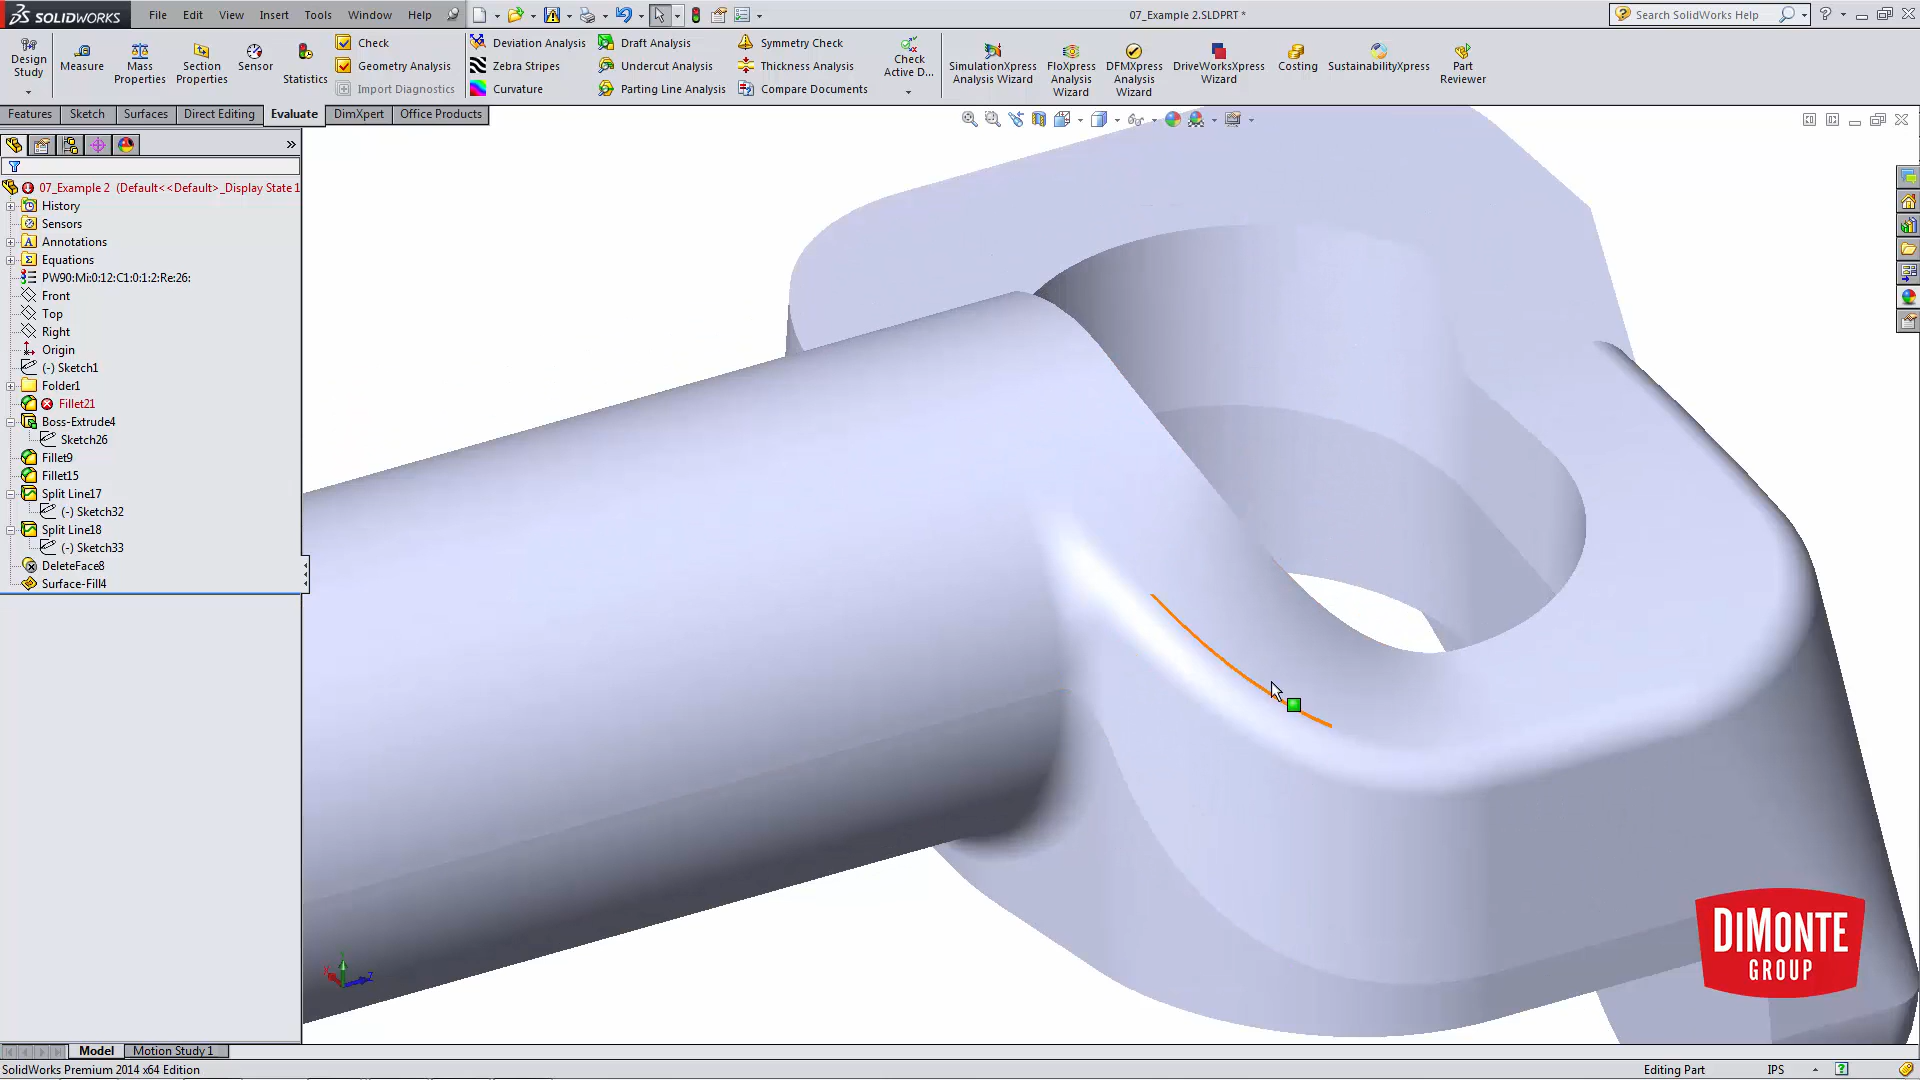 SOLIDWORKS File Edit View Insert Tools Window Help 07_Example 2.SLDPRT * Search SolidWorks Help
Design Study
Measure
Mass Properties
Section Properties
Sensor
Statistics
Check
Geometry Analysis
Import Diagnostics
Deviation Analysis
Zebra Stripes
Curvature
Draft Analysis
Undercut Analysis
Parting Line Analysis
Symmetry Check
Thickness Analysis
Compare Documents
Check Active D...
SimulationXpress Analysis Wizard
FloXpress Analysis Wizard
DFMXpress Analysis Wizard
DriveWorksXpress Wizard
Costing
SustainabilityXpress
Part Reviewer
Features Sketch Surfaces Direct Editing Evaluate DimXpert Office Products
07_Example 2 (Default<<Default>_Display State 1
History
Sensors
Annotations
Equations
PW90:Mi:0:12:C1:0:1:2:Re:26:
Front
Top
Right
Origin
(-) Sketch1
Folder1
Fillet21
Boss-Extrude4
Sketch26
Fillet9
Fillet15
Split Line17
(-) Sketch32
Split Line18
(-) Sketch33
DeleteFace8
Surface-Fill4
DIMONTE
GROUP
Model Motion Study 1
SolidWorks Premium 2014 x64 Edition Editing Part IPS